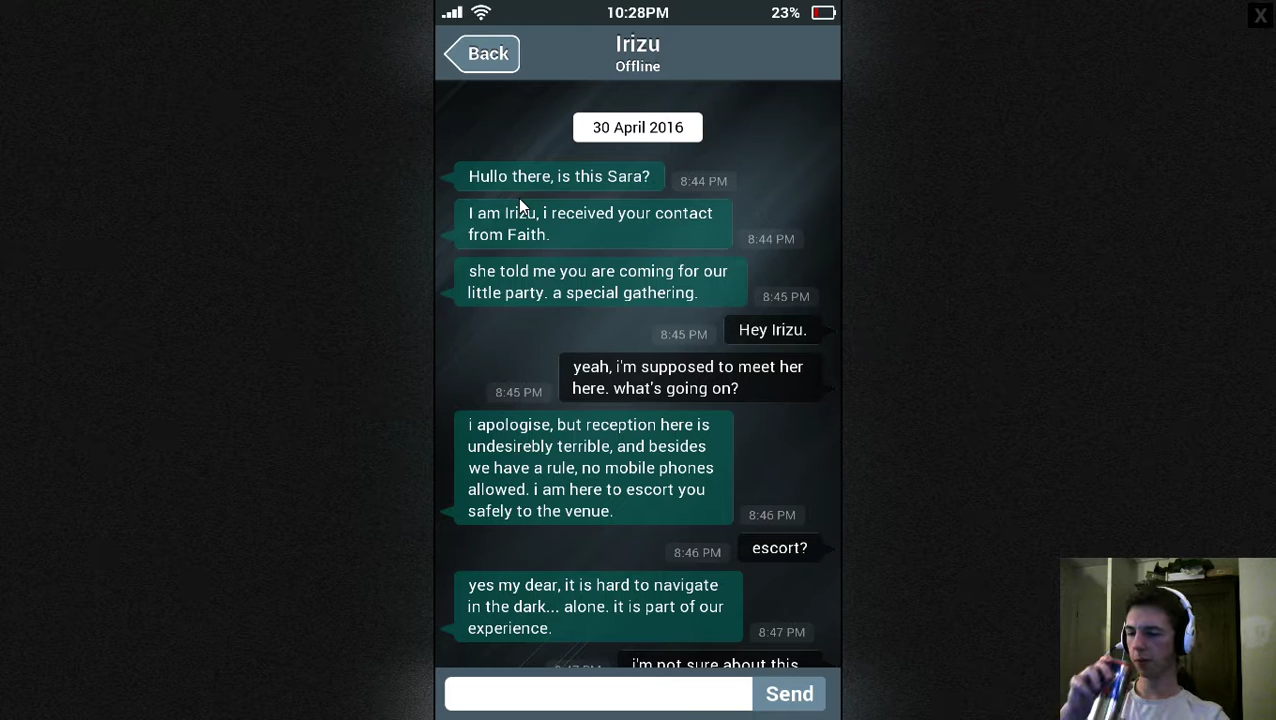 10:28PM
23%
X
Back
Irizu
Offline
30 April 2016
Hullo there, is this Sara?
8:44 PM
I am Irizu, i received your contact
from Faith.
8:44 PM
she told me you are coming for our
little party. a special gathering.
8:45 PM
Hey Irizu.
8:45 PM
yeah, i'm supposed to meet her
here. what's going on?
8:45 PM
i apologise, but reception here is
undesirebly terrible, and besides
we have a rule, no mobile phones
allowed. i am here to escort you
safely to the venue.
8:46 PM
escort?
8:46 PM
yes my dear, it is hard to navigate
in the dark... alone. it is part of our
experience.
8:47 PM
i'm not sure about this
8:47 PM
Send